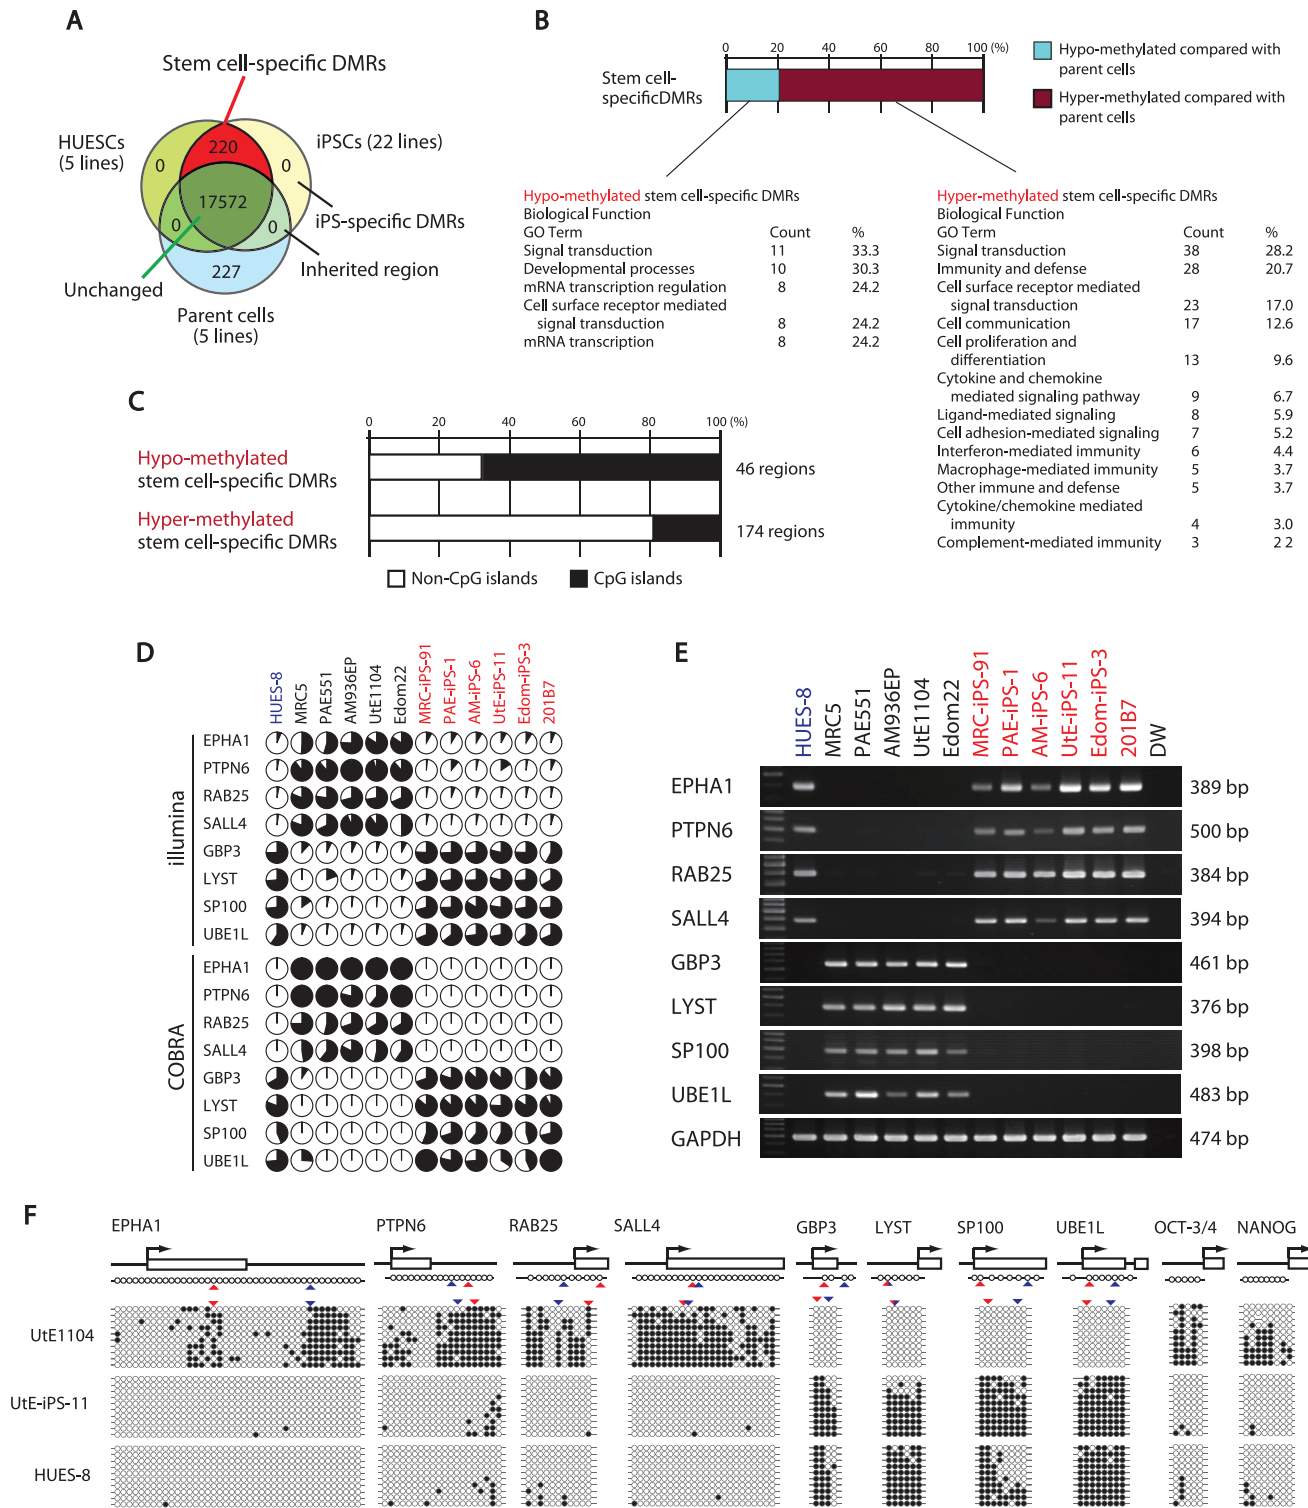 A
Stem cell-specific DMRs
HUESCs
(5 lines)
iPSCs (22 lines)
0
220
0
17572
0
0
227
iPS-specific DMRs
Inherited region
Unchanged
Parent cells
(5 lines)
B
0 20 40 60 80 100 (%)
Stem cell-
specificDMRs
Hypo-methylated compared with
parent cells
Hyper-methylated compared with
parent cells
Hypo-methylated stem cell-specific DMRs
Biological Function
GO Term Count %
Signal transduction 11 33.3
Developmental processes 10 30.3
mRNA transcription regulation 8 24.2
Cell surface receptor mediated
signal transduction 8 24.2
mRNA transcription 8 24.2
Hyper-methylated stem cell-specific DMRs
Biological Function
GO Term Count %
Signal transduction 38 28.2
Immunity and defense 28 20.7
Cell surface receptor mediated
signal transduction 23 17.0
Cell communication 17 12.6
Cell proliferation and
differentiation 13 9.6
Cytokine and chemokine
mediated signaling pathway 9 6.7
Ligand-mediated signaling 8 5.9
Cell adhesion-mediated signaling 7 5.2
Interferon-mediated immunity 6 4.4
Macrophage-mediated immunity 5 3.7
Other immune and defense 5 3.7
Cytokine/chemokine mediated
immunity 4 3.0
Complement-mediated immunity 3 2 2
C
0 20 40 60 80 100 (%)
Hypo-methylated
stem cell-specific DMRs
46 regions
Hyper-methylated
stem cell-specific DMRs
174 regions
Non-CpG islands
CpG islands
D
HUES-8
MRC5
PAE551
AM936EP
UtE1104
Edom22
MRC-iPS-91
PAE-iPS-1
AM-iPS-6
UtE-iPS-11
Edom-iPS-3
201B7
illumina
EPHA1
PTPN6
RAB25
SALL4
GBP3
LYST
SP100
UBE1L
COBRA
EPHA1
PTPN6
RAB25
SALL4
GBP3
LYST
SP100
UBE1L
E
HUES-8
MRC5
PAE551
AM936EP
UtE1104
Edom22
MRC-iPS-91
PAE-iPS-1
AM-iPS-6
UtE-iPS-11
Edom-iPS-3
201B7
DW
EPHA1 389 bp
PTPN6 500 bp
RAB25 384 bp
SALL4 394 bp
GBP3 461 bp
LYST 376 bp
SP100 398 bp
UBE1L 483 bp
GAPDH 474 bp
F
EPHA1 PTPN6 RAB25 SALL4 GBP3 LYST SP100 UBE1L OCT-3/4 NANOG
UtE1104
UtE-iPS-11
HUES-8